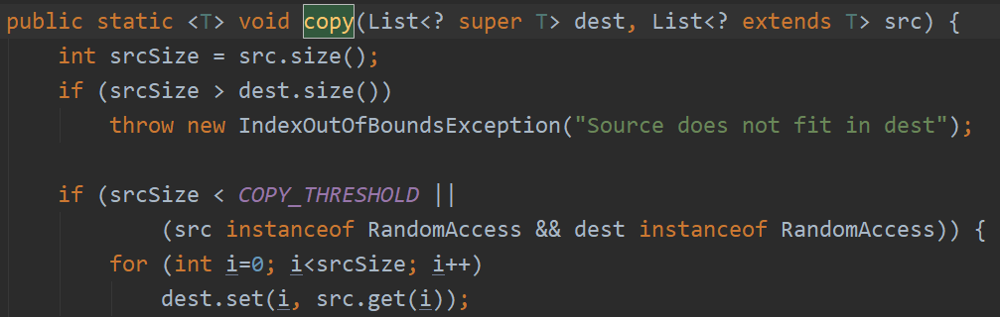 public static <T> void copy(List<? super T> dest, List<? extends T> src) {
int srcSize = src.size();
if (srcSize > dest.size())
throw new IndexOutOfBoundsException("Source does not fit in dest");
if (srcSize < COPY_THRESHOLD ||
(src instanceof RandomAccess && dest instanceof RandomAccess)) {
for (int i=0; i<srcSize; i++)
dest.set(i, src.get(i));